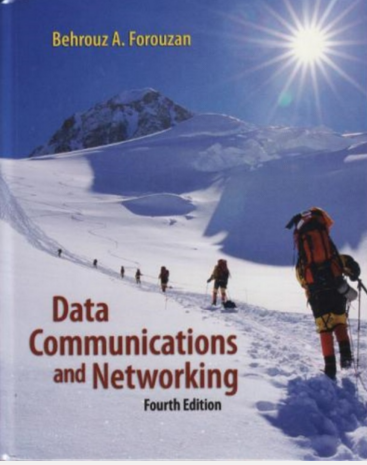 Behrouz A. Forouzan
Data
Communications
and Networking
Fourth Edition